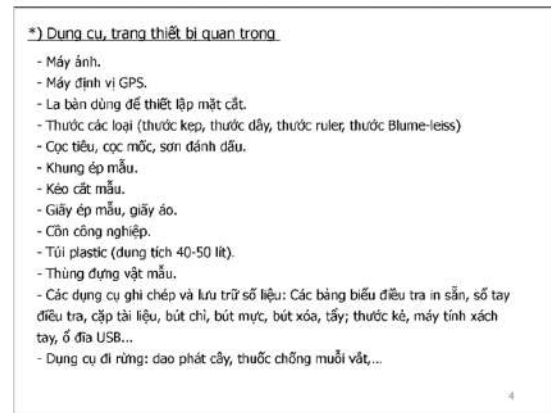 *) Dụng cụ, trang thiết bị quan trọng
- Máy ảnh.
- Máy định vị GPS.
- La bàn dùng để thiết lập mặt cắt.
- Thước các loại (thước kẹp, thước dây, thước ruler, thước Blume-leiss)
- Cọc tiêu, cọc mốc, sơn đánh dấu.
- Khung ép mẫu.
- Kéo cắt mẫu.
- Giấy ép mẫu, giấy áo.
- Cồn công nghiệp.
- Túi plastic (dung tích 40-50 lít).
- Thùng đựng vật mẫu.
- Các dụng cụ ghi chép và lưu trữ số liệu: Các bảng biểu điều tra in sẵn, sổ tay
điều tra, cặp tài liệu, bút chì, bút mực, bút xóa, tẩy; thước kẻ, máy tính xách
tay, ổ đĩa USB...
- Dụng cụ đi rừng: dao phát cây, thuốc chống muỗi vắt,...
4